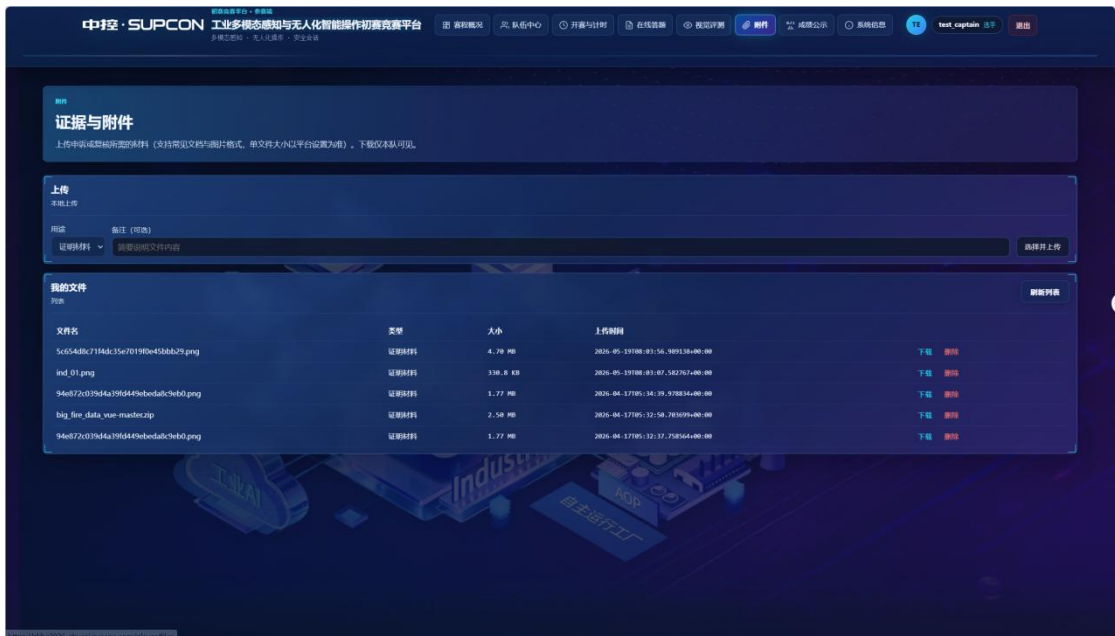 初赛竞赛平台 · 参赛端
中控·SUPCON 工业多模态感知与无人化智能操作初赛竞赛平台
多模态感知 · 无人化操作 · 安全会话
赛程概况 队伍中心 开赛与计时 在线答题 视觉评测 附件 成绩公示 系统信息 TE test_captain 选手 退出
附件
证据与附件
上传申诉或复核所需的材料（支持常见文档与图片格式，单文件大小以平台设置为准）。下载仅本队可见。
上传
本地上传
用途 备注（可选）
证明材料 简要说明文件内容 选择并上传
我的文件
列表
刷新列表
文件名 类型 大小 上传时间
5c654d8c71f4dc35e7019f0e45bbb29.png 证明材料 4.70 MB 2026-05-19T08:03:56.989138+00:00 下载 删除
ind_01.png 证明材料 330.8 KB 2026-05-19T08:03:07.582767+00:00 下载 删除
94e872c039d4a39fd449ebeda8c9eb0.png 证明材料 1.77 MB 2026-04-17T05:34:39.978834+00:00 下载 删除
big_fire_data_vue-master.zip 证明材料 2.50 MB 2026-04-17T05:32:50.703699+00:00 下载 删除
94e872c039d4a39fd449ebeda8c9eb0.png 证明材料 1.77 MB 2026-04-17T05:32:37.758564+00:00 下载 删除
工业AI
Indust
AOP
自主运行工厂